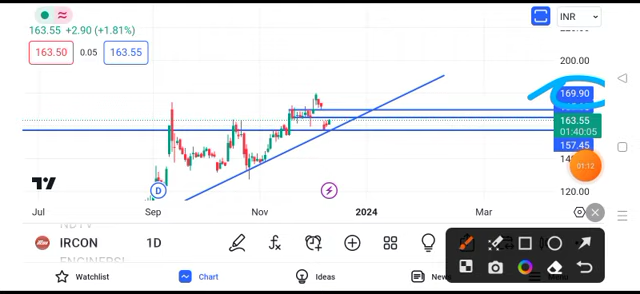 163.55 +2.90 (+1.81%)
INR
163.50 0.05 163.55
200.00
169.90
163.55
01:40:05
157.45
01:12
120.00
D
Jul Sep Nov 2024 Mar
IRCON 1D
Watchlist Chart Ideas News